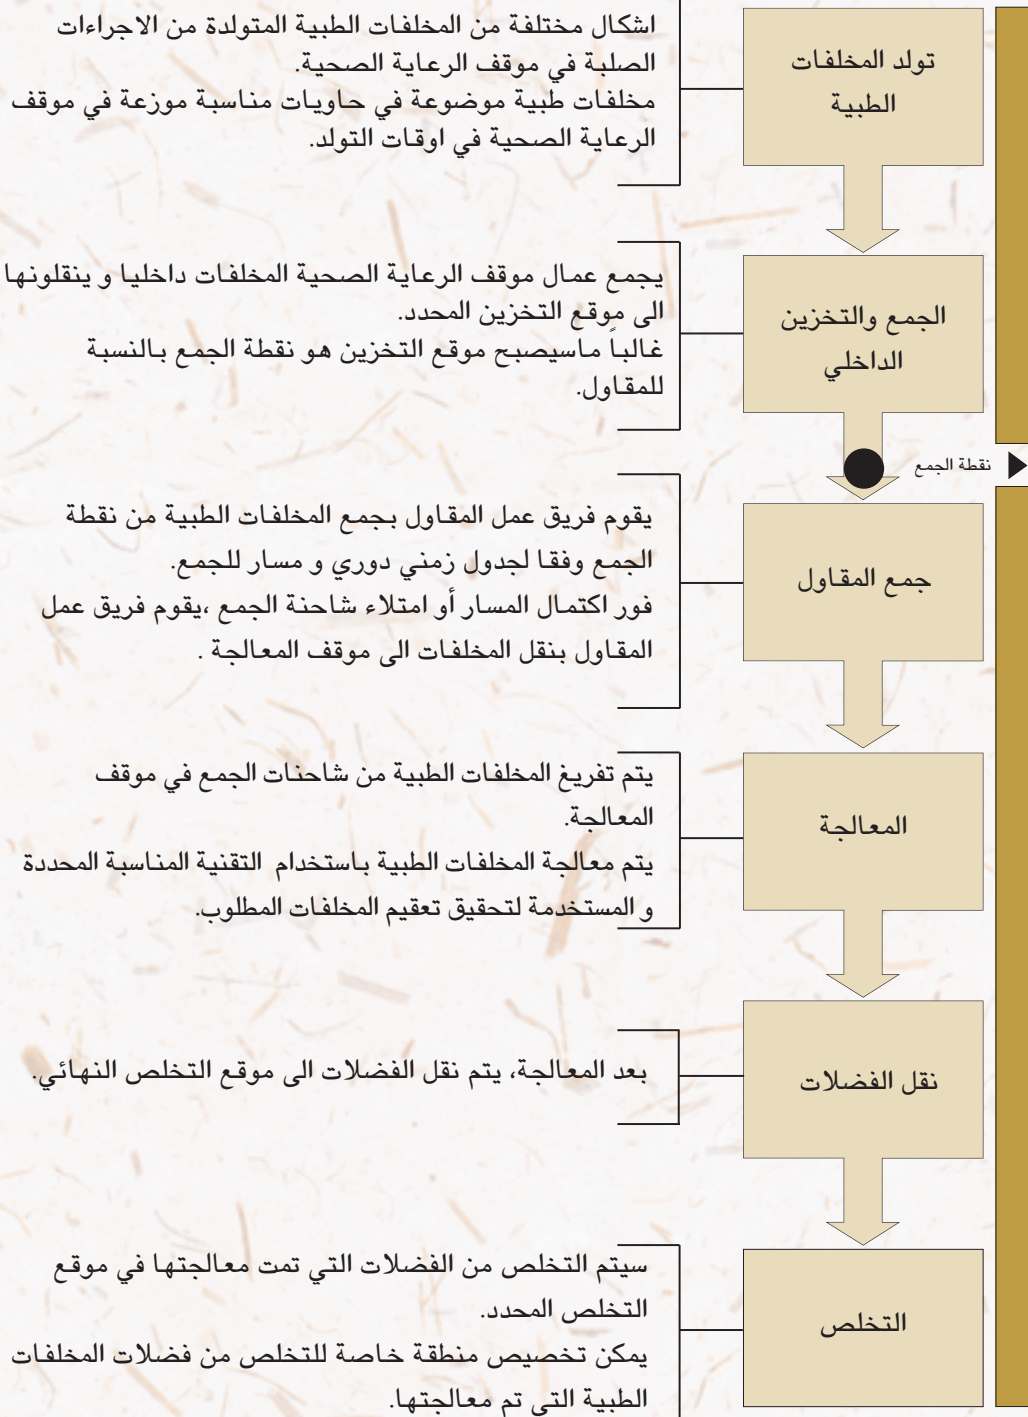 تولد المخلفات
الطبية
اشكال مختلفة من المخلفات الطبية المتولدة من الاجراءات
الصلبة في موقف الرعاية الصحية.
مخلفات طبية موضوعة في حاويات مناسبة موزعة في موقف
الرعاية الصحية في اوقات التولد.
الجمع والتخزين
الداخلي
يجمع عمال موقف الرعاية الصحية المخلفات داخليا و ينقلونها
الى موقع التخزين المحدد.
غالباً ماسيصبح موقع التخزين هو نقطة الجمع بالنسبة
للمقاول.
نقطة الجمع
جمع المقاول
يقوم فريق عمل المقاول بجمع المخلفات الطبية من نقطة
الجمع وفقا لجدول زمني دوري و مسار للجمع.
فور اكتمال المسار أو امتلاء شاحنة الجمع ،يقوم فريق عمل
المقاول بنقل المخلفات الى موقف المعالجة .
المعالجة
يتم تفريغ المخلفات الطبية من شاحنات الجمع في موقف
المعالجة.
يتم معالجة المخلفات الطبية باستخدام التقنية المناسبة المحددة
و المستخدمة لتحقيق تعقيم المخلفات المطلوب.
نقل الفضلات
بعد المعالجة، يتم نقل الفضلات الى موقع التخلص النهائي.
التخلص
سيتم التخلص من الفضلات التي تمت معالجتها في موقع
التخلص المحدد.
يمكن تخصيص منطقة خاصة للتخلص من فضلات المخلفات
الطبية التي تم معالجتها.